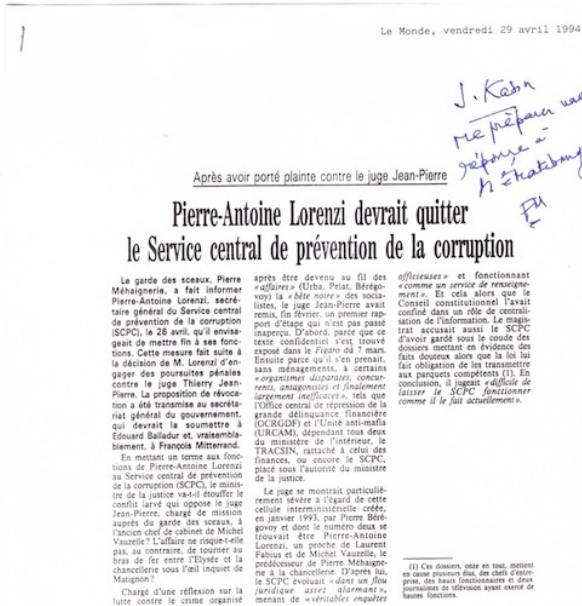 Le Monde, vendredi 29 avril 1994
J. Kahn
me préparer une
réponse à
FM
Après avoir porté plainte contre le juge Jean-Pierre
Pierre-Antoine Lorenzi devrait quitter
le Service central de prévention de la corruption
Le garde des sceaux, Pierre
Méhaignerie, a fait informer
Pierre-Antoine Lorenzi, secré-
taire général du Service central
de prévention de la corruption
(SCPC), le 26 avril, qu'il envisa-
geait de mettre fin à ses fonc-
tions. Cette mesure fait suite à
la décision de M. Lorenzi d'en-
gager des poursuites pénales
contre le juge Thierry Jean-
Pierre. La proposition de révoca-
tion a été transmise au secréta-
riat général du gouvernement,
qui devrait la soumettre à
Edouard Balladur et, vraisembla-
blement, à François Mitterrand.
En mettant un terme aux fonc-
tions de Pierre-Antoine Lorenzi
au Service central de prévention
de la corruption (SCPC), le minis-
tre de la justice va-t-il étouffer le
conflit larvé qui oppose le juge
Jean-Pierre, chargé de mission
auprès du garde des sceaux, à
l'ancien chef de cabinet de Michel
Vauzelle ? L'affaire ne risque-t-elle
pas, au contraire, de tourner au
bras de fer entre l'Elysée et la
chancellerie sous l'œil inquiet de
Matignon ?
Chargé d'une réflexion sur la
lutte contre le crime organisé
après être devenu au fil des
« affaires » (Urba, Pelat, Bérégo-
voy) la « bête noire » des socia-
listes, le juge Jean-Pierre avait
remis, fin février, un premier rap-
port d'étape qui n'est pas passé
inaperçu. D'abord, parce que ce
texte confidentiel s'est trouvé
exposé dans le Figaro du 7 mars.
Ensuite parce qu'il s'en prenait,
sans ménagements, à certains
« organismes disparates, concur-
rents, antagonistes et finalement
largement inefficaces », tels que
l'Office central de répression de la
grande délinquance financière
(OCRGDF) et l'Unité anti-mafia
(URCAM), dépendant tous deux
du ministère de l'intérieur, le
TRACSIN, rattaché à celui des
finances, ou encore le SCPC,
placé sous l'autorité du ministre
de la justice.
Le juge se montrait particuliè-
rement sévère à l'égard de cette
cellule interministérielle créée,
en janvier 1993, par Pierre Béré-
govoy et dont le numéro deux se
trouvait être Pierre-Antoine
Lorenzi, un proche de Laurent
Fabius et de Michel Vauzelle, le
prédécesseur de Pierre Méhaigne-
rie à la chancellerie. D'après lui,
le SCPC évoluait « dans un flou
juridique assez alarmant »,
menant de « véritables enquêtes
officieuses » et fonctionnant
« comme un service de renseigne-
ment ». Et cela alors que le Conseil
constitutionnel l'avait
confiné dans un rôle de centrali-
sation de l'information. Le magis-
trat accusait aussi le SCPC
d'avoir gardé sous le coude des
dossiers mettant en évidence des
faits douteux alors que la loi lui
fait obligation de les transmettre
aux parquets compétents (1). En
conclusion, il jugeait « difficile de
laisser le SCPC fonctionner
comme il le fait actuellement ».
(1) Ces dossiers, onze en tout, mettent
en cause plusieurs élus, des chefs d'entre-
prise, des hauts fonctionnaires et deux
journalistes de télévision hauts fonction-